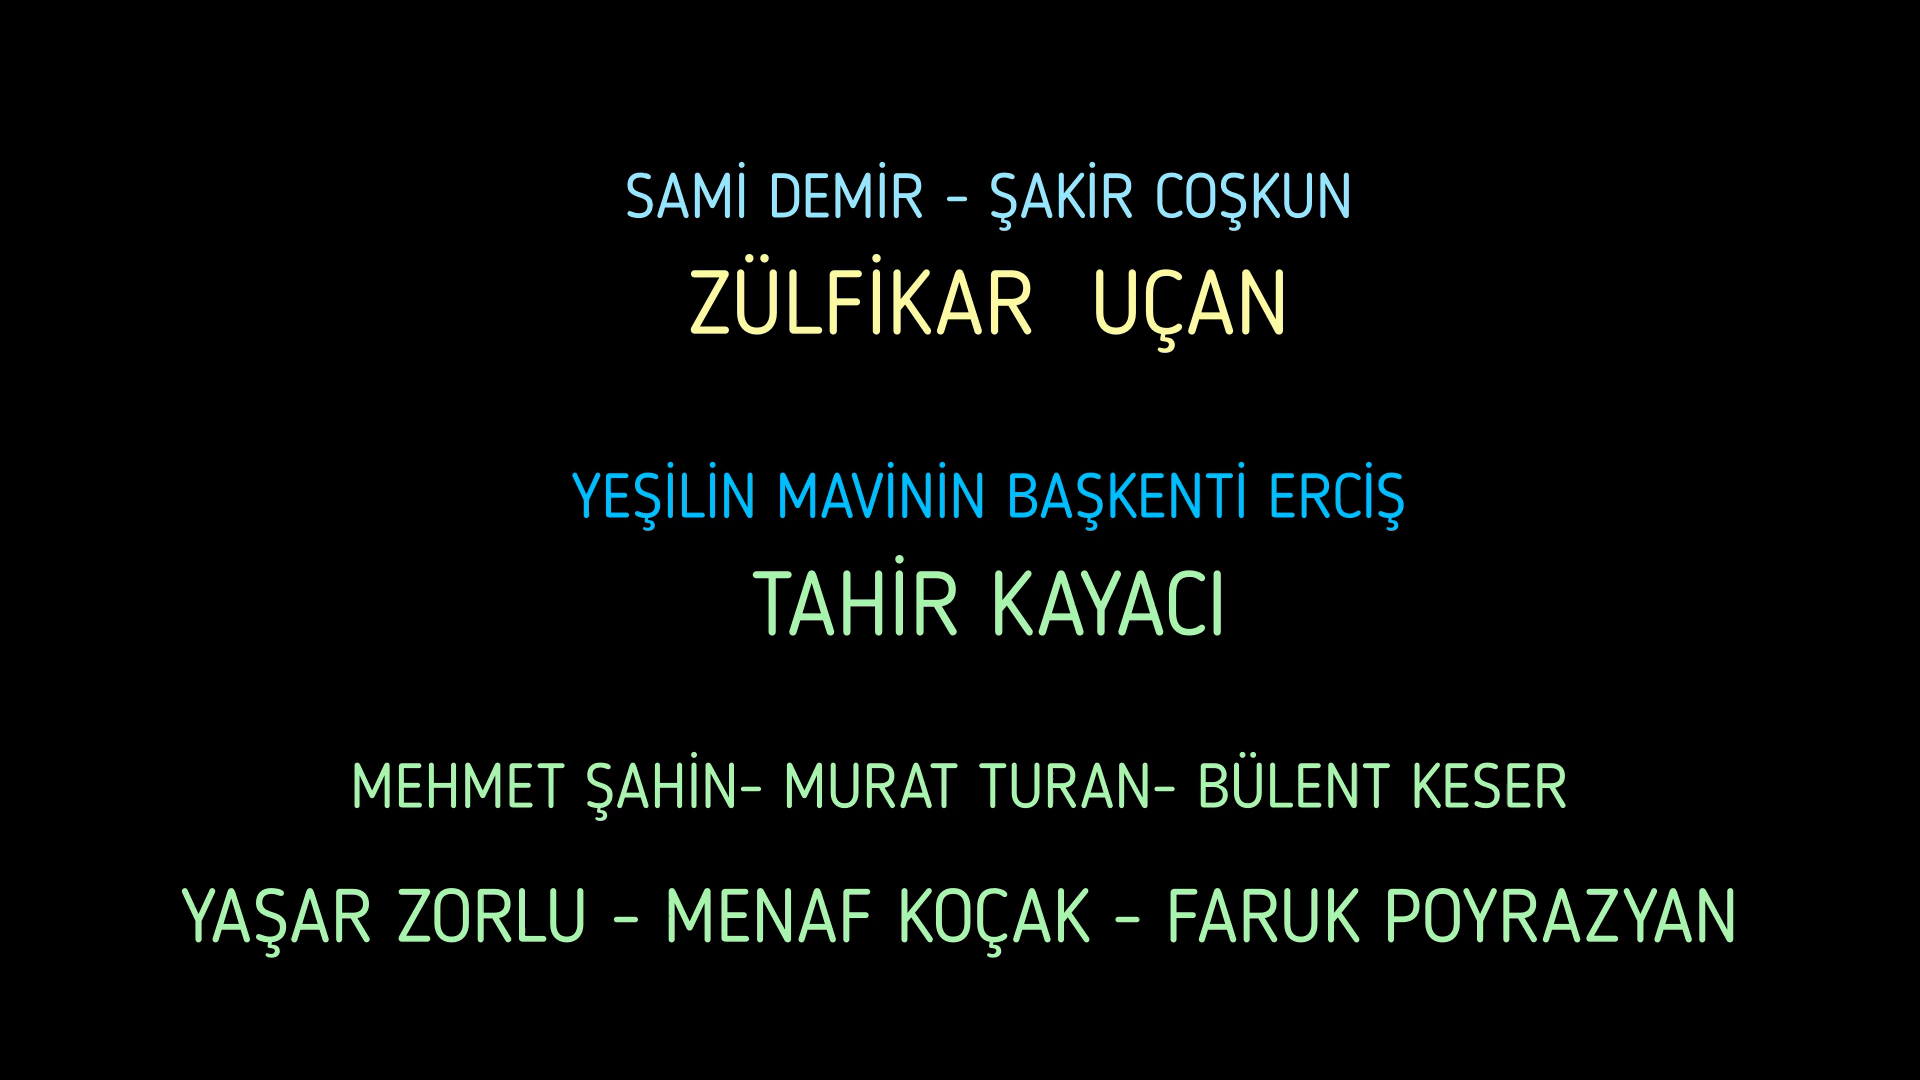 SAMİ DEMİR - ŞAKİR COŞKUN
ZÜLFİKAR  UÇAN
YEŞİLİN MAVİNİN BAŞKENTİ ERCİŞ
TAHİR KAYACI
MEHMET ŞAHİN- MURAT TURAN- BÜLENT KESER
YAŞAR ZORLU - MENAF KOÇAK - FARUK POYRAZYAN